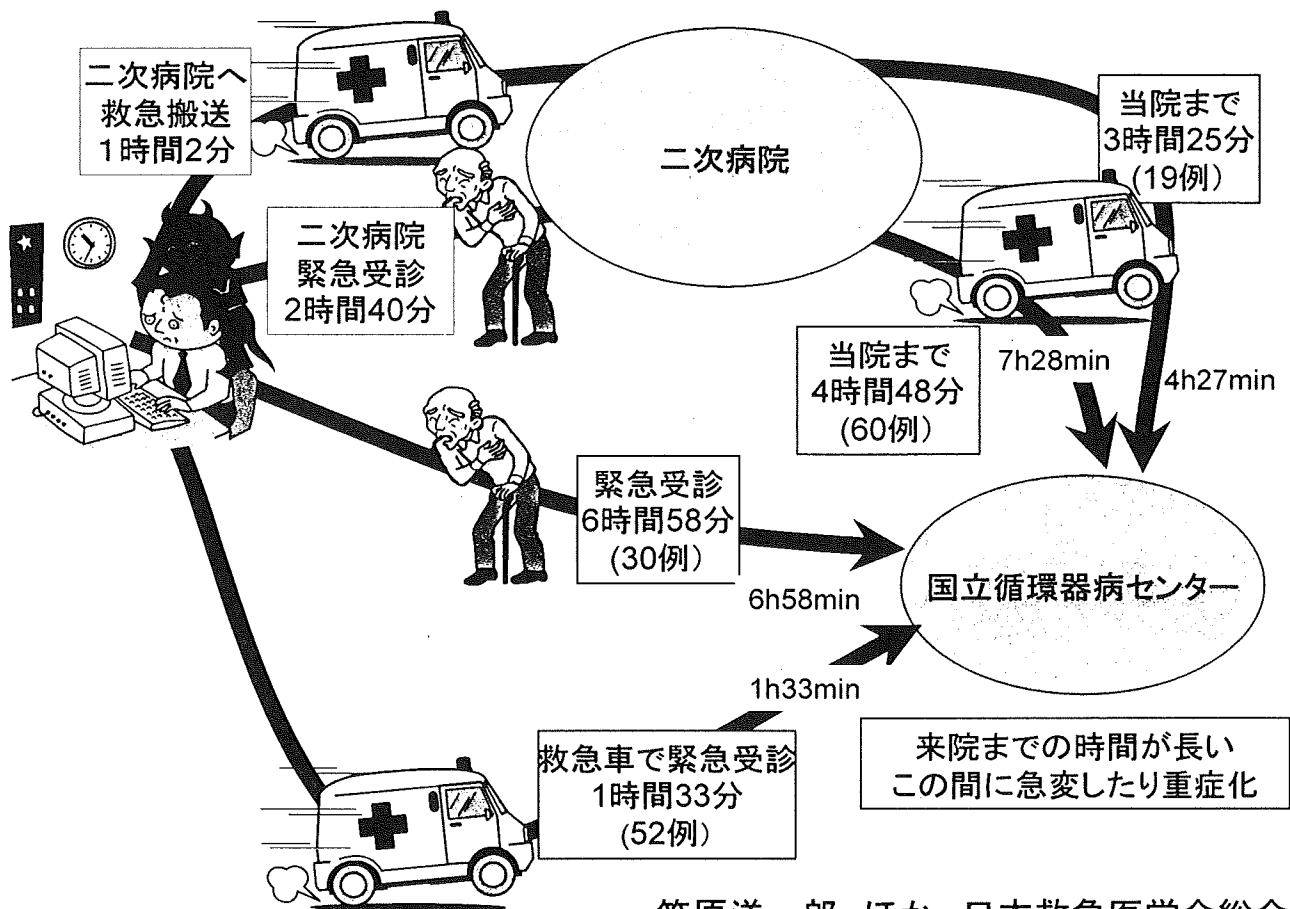 二次病院へ
救急搬送
1時間2分
二次病院
当院まで
3時間25分
(19例)
二次病院
緊急受診
2時間40分
当院まで
4時間48分
(60例)
7h28min
4h27min
緊急受診
6時間58分
(30例)
6h58min
国立循環器病センター
1h33min
救急車で緊急受診
1時間33分
(52例)
来院までの時間が長い
この間に急変したり重症化